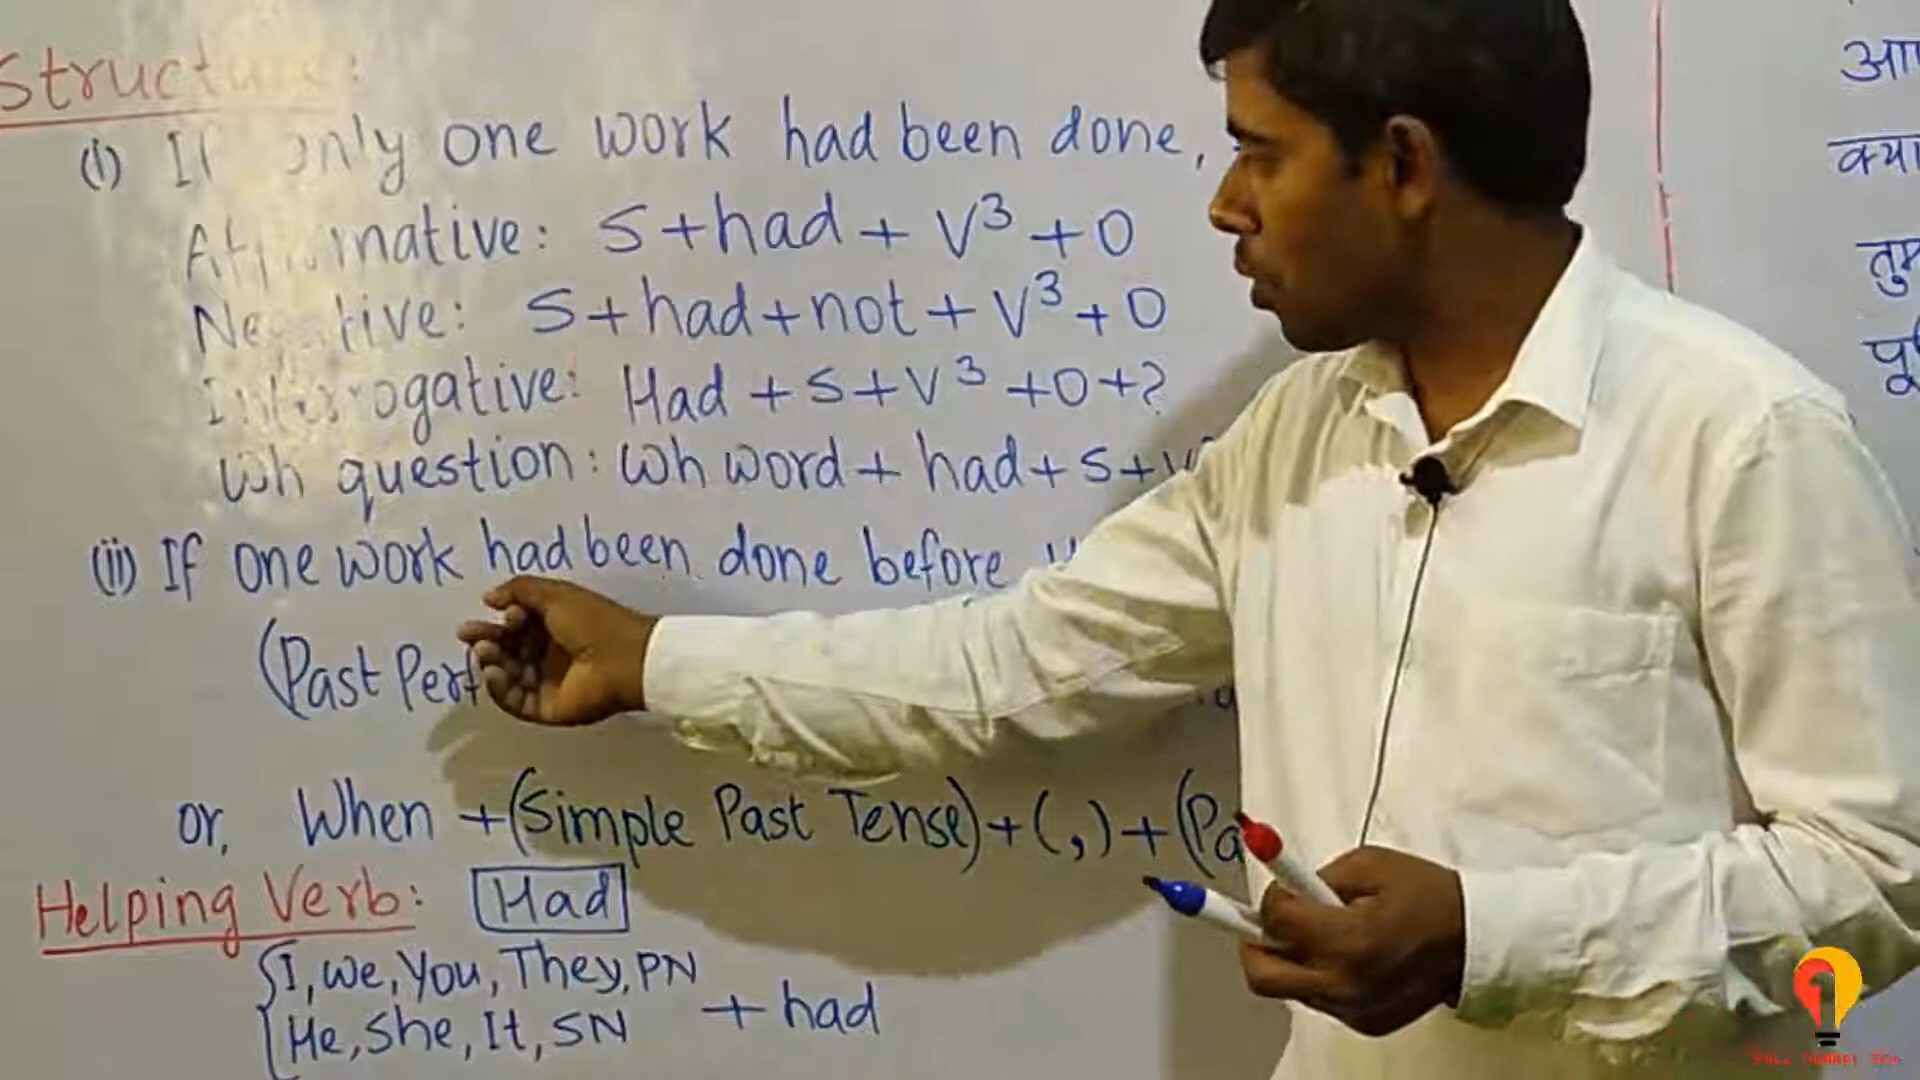 Structure:
(i) If only one work had been done,
Affirmative: S+had+V³+O
Negative: S+had+not+V³+O
Interrogative: Had+S+V³+O+?
Wh question: Wh word+had+S+V
(ii) If one work had been done before
(Past Perf
or, When +(Simple Past Tense)+(,)+(Pa
Helping Verb: Had
I, We, You, They, PN
He, She, It, SN + had
क्या